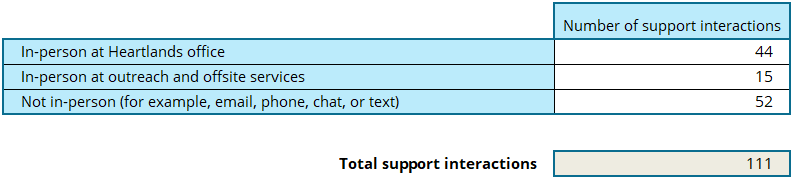 Number of support interactions
In-person at Heartlands office 44
In-person at outreach and offsite services 15
Not in-person (for example, email, phone, chat, or text) 52
Total support interactions 111